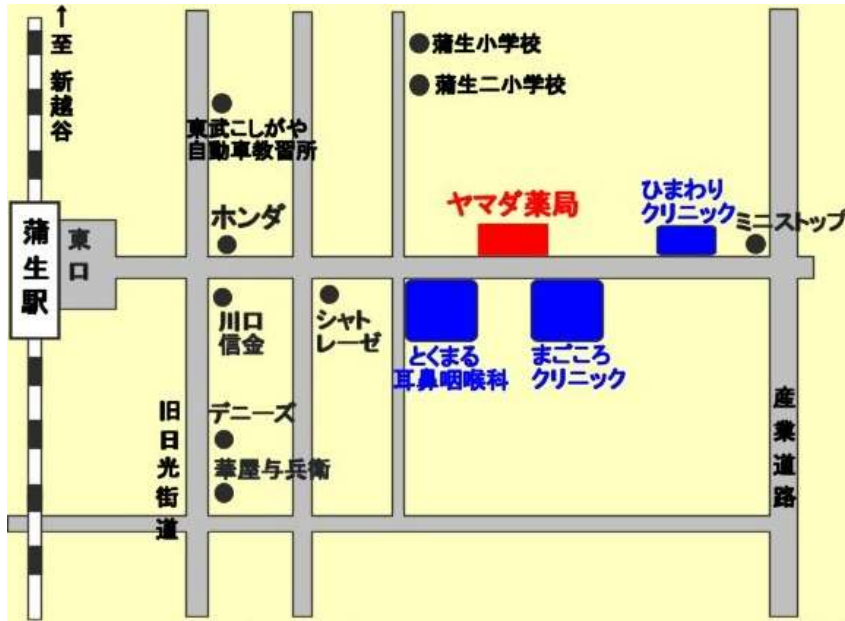 ↑至 新越谷
蒲生小学校
蒲生二小学校
東武こしがや
自動車教習所
ヤマダ薬局
ひまわり
クリニック
ミニストップ
ホンダ
蒲生駅
東口
川口
信金
シャト
レーゼ
とくまる
耳鼻咽喉科
まごころ
クリニック
旧日光街道
デニーズ
華屋与兵衛
産業道路